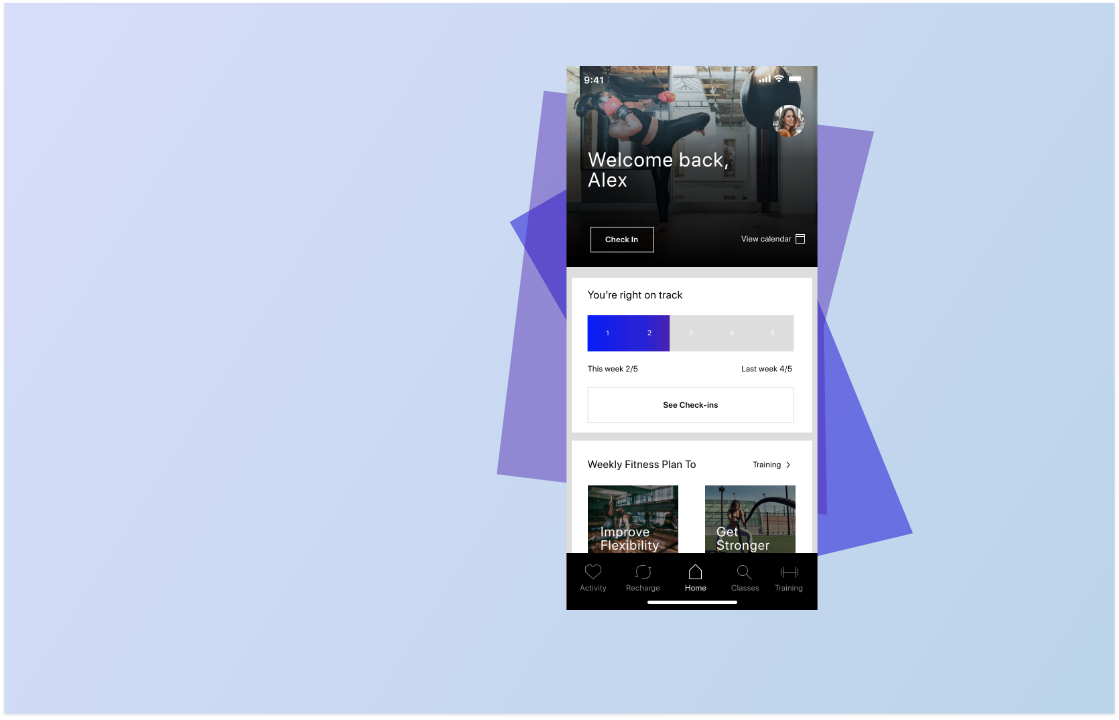 9:41
Welcome back,
Alex
Check In
View calendar
You're right on track
1 2 3 4 5
This week 2/5
Last week 4/5
See Check-ins
Weekly Fitness Plan To
Training
Improve
Flexibility
Get
Stronger
Activity
Recharge
Home
Classes
Training